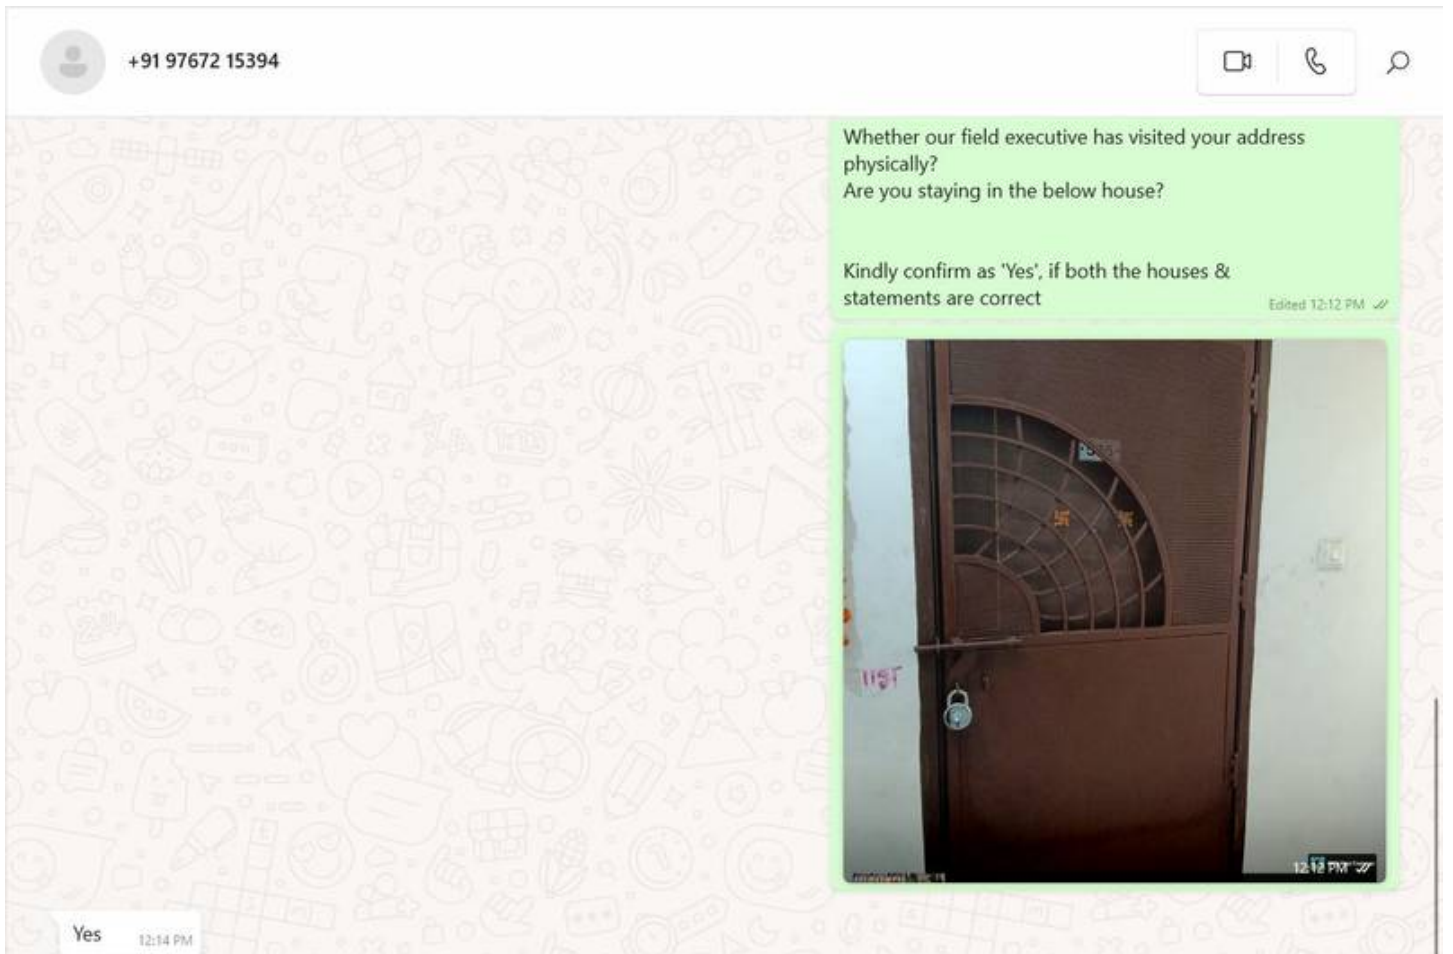 +91 97672 15394
Whether our field executive has visited your address
physically?
Are you staying in the below house?
Kindly confirm as 'Yes', if both the houses &
statements are correct
Edited 12:12 PM
12:12 PM
Yes
12:14 PM